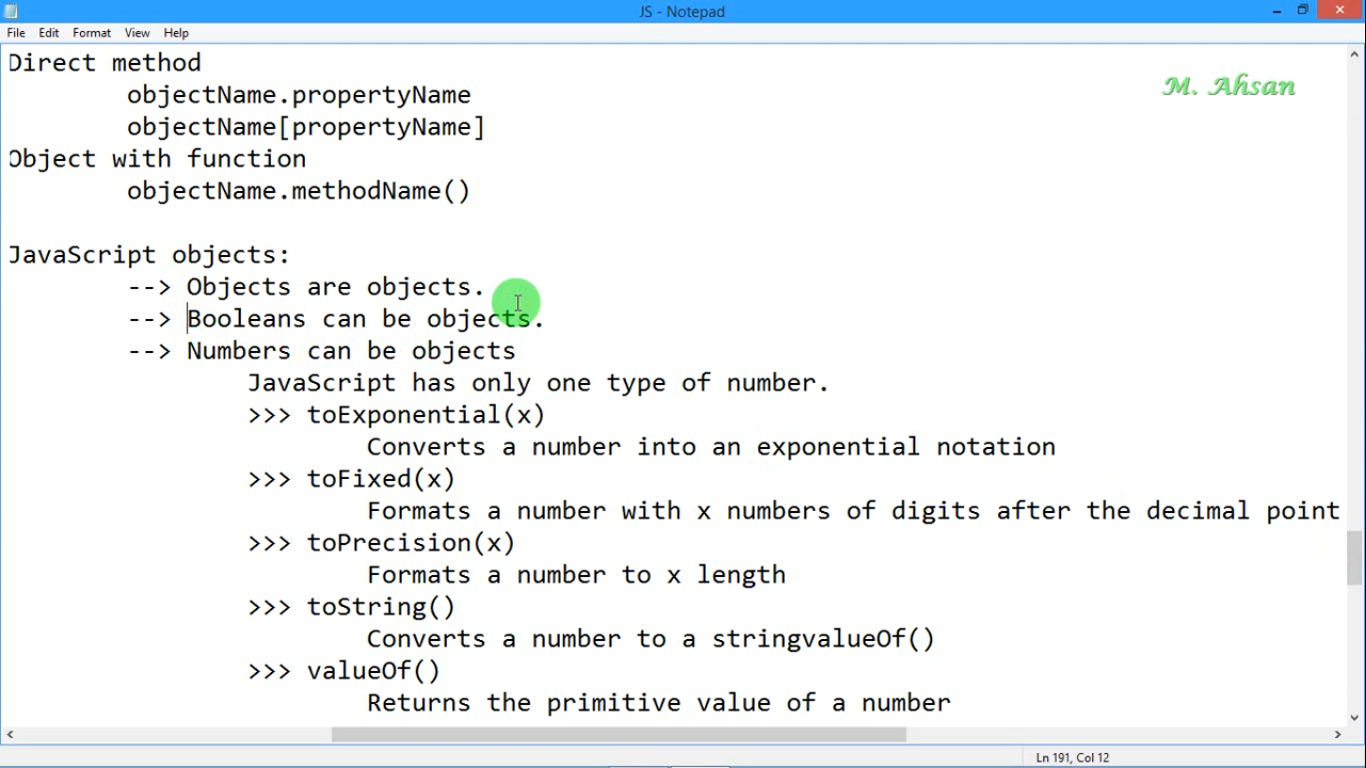 JS - Notepad
File Edit Format View Help
Direct method
M. Ahsan
objectName.propertyName
objectName[propertyName]
Object with function
objectName.methodName()
JavaScript objects:
--> Objects are objects.
--> Booleans can be objects.
--> Numbers can be objects
JavaScript has only one type of number.
>>> toExponential(x)
Converts a number into an exponential notation
>>> toFixed(x)
Formats a number with x numbers of digits after the decimal point
>>> toPrecision(x)
Formats a number to x length
>>> toString()
Converts a number to a stringvalueOf()
>>> valueOf()
Returns the primitive value of a number
Ln 191, Col 12